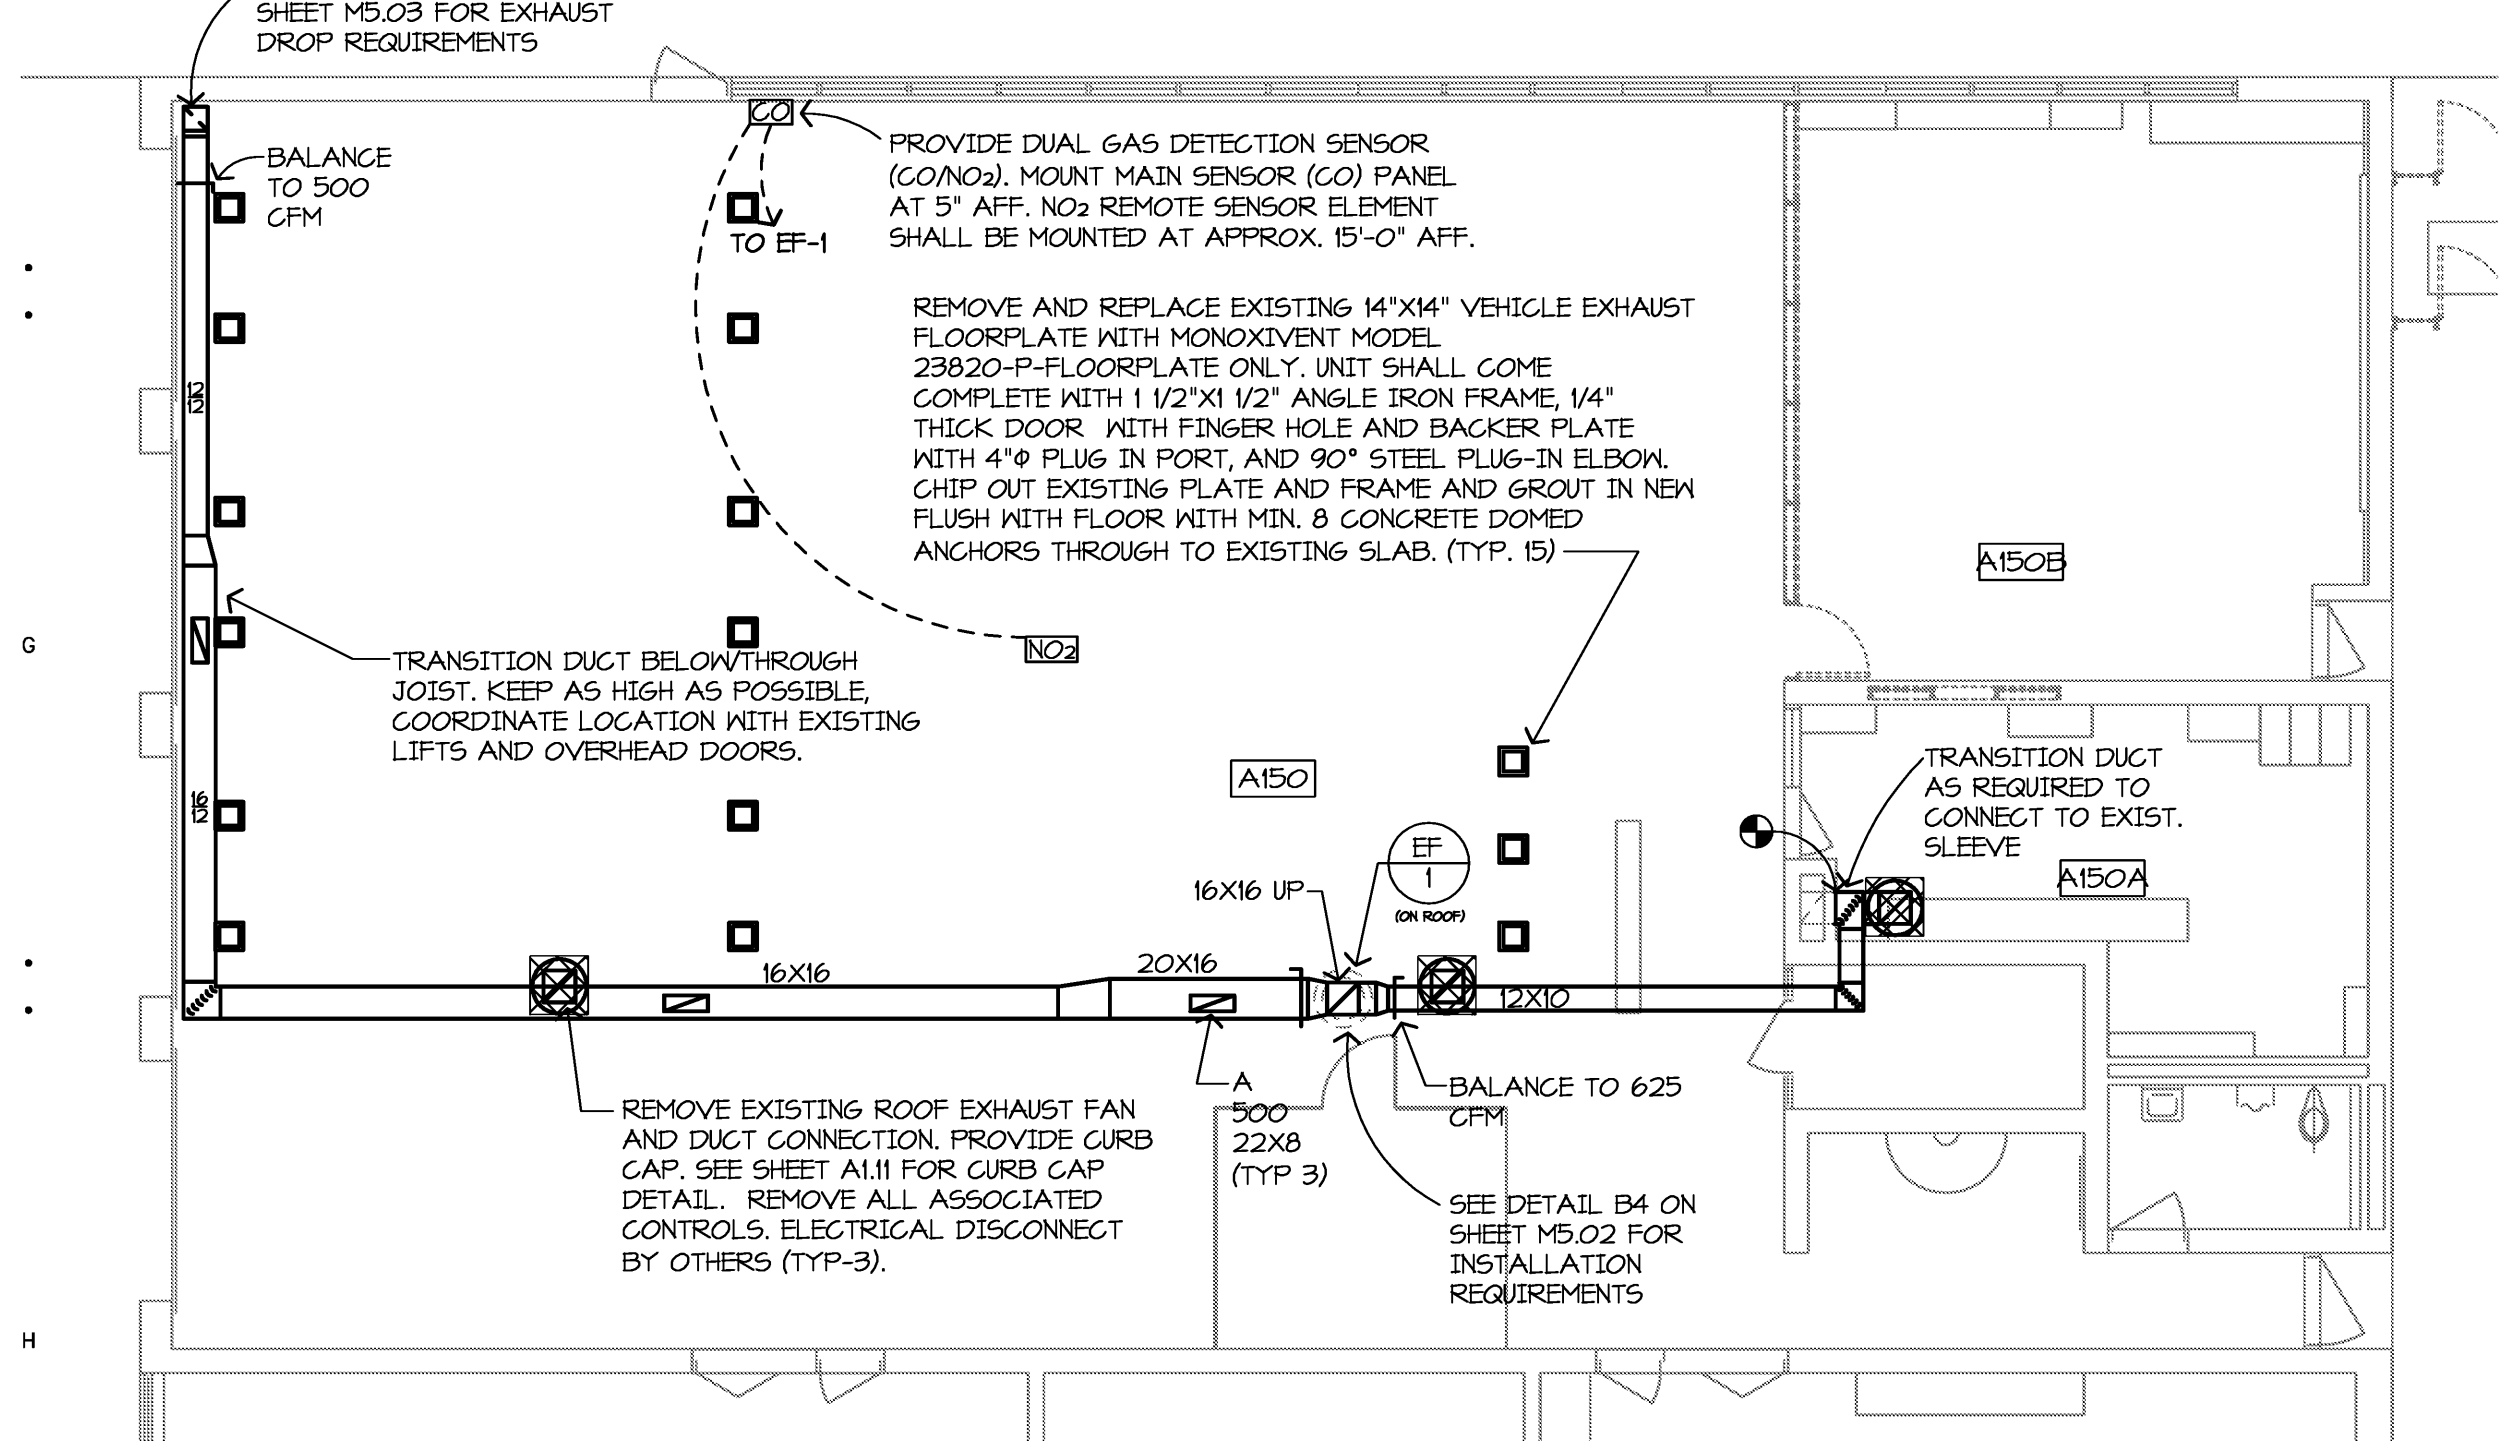 SHEET M5.03 FOR EXHAUST
DROP REQUIREMENTS
BALANCE
TO 500
CFM
CO
TO EF-1
PROVIDE DUAL GAS DETECTION SENSOR
(CO/NO2). MOUNT MAIN SENSOR (CO) PANEL
AT 5" AFF. NO2 REMOTE SENSOR ELEMENT
SHALL BE MOUNTED AT APPROX. 15'-0" AFF.
REMOVE AND REPLACE EXISTING 14"X14" VEHICLE EXHAUST
FLOORPLATE WITH MONOXIVENT MODEL
23820-P-FLOORPLATE ONLY. UNIT SHALL COME
COMPLETE WITH 1 1/2"X1 1/2" ANGLE IRON FRAME, 1/4"
THICK DOOR  WITH FINGER HOLE AND BACKER PLATE
WITH 4"Φ PLUG IN PORT, AND 90° STEEL PLUG-IN ELBOW.
CHIP OUT EXISTING PLATE AND FRAME AND GROUT IN NEW
FLUSH WITH FLOOR WITH MIN. 8 CONCRETE DOMED
ANCHORS THROUGH TO EXISTING SLAB. (TYP. 15)
12
12
A150B
G
NO2
TRANSITION DUCT BELOW/THROUGH
JOIST. KEEP AS HIGH AS POSSIBLE,
COORDINATE LOCATION WITH EXISTING
LIFTS AND OVERHEAD DOORS.
16
12
A150
TRANSITION DUCT
AS REQUIRED TO
CONNECT TO EXIST.
SLEEVE
A150A
EF
1
(ON ROOF)
16X16 UP
16X16
20X16
12X10
A
500
22X8
(TYP 3)
BALANCE TO 625
CFM
REMOVE EXISTING ROOF EXHAUST FAN
AND DUCT CONNECTION. PROVIDE CURB
CAP. SEE SHEET A1.11 FOR CURB CAP
DETAIL.  REMOVE ALL ASSOCIATED
CONTROLS. ELECTRICAL DISCONNECT
BY OTHERS (TYP-3).
SEE DETAIL B4 ON
SHEET M5.02 FOR
INSTALLATION
REQUIREMENTS
H